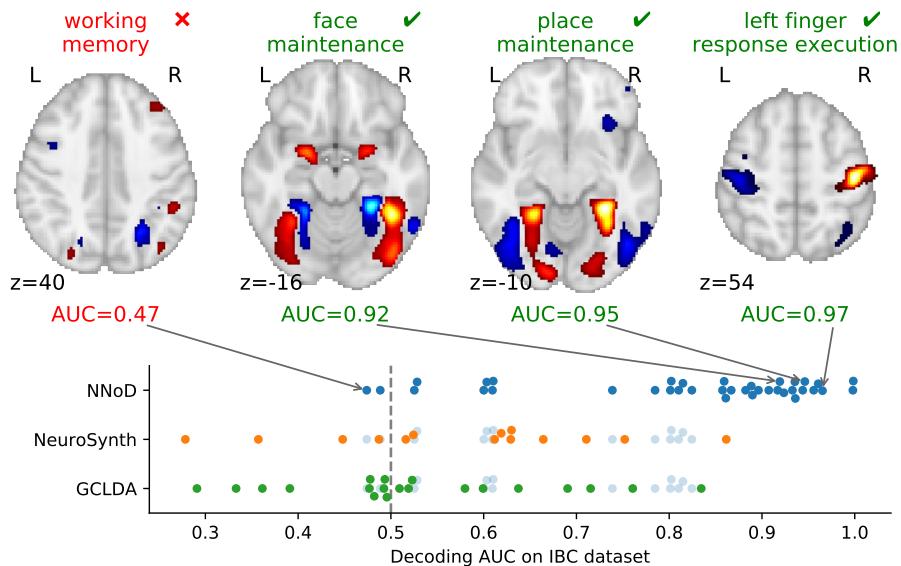 working ✖
memory
face ✔
maintenance
place ✔
maintenance
left finger ✔
response execution
L R
L R
L R
L R
z=40
z=-16
z=-10
z=54
AUC=0.47
AUC=0.92
AUC=0.95
AUC=0.97
NNoD
NeuroSynth
GCLDA
0.3 0.4 0.5 0.6 0.7 0.8 0.9 1.0
Decoding AUC on IBC dataset